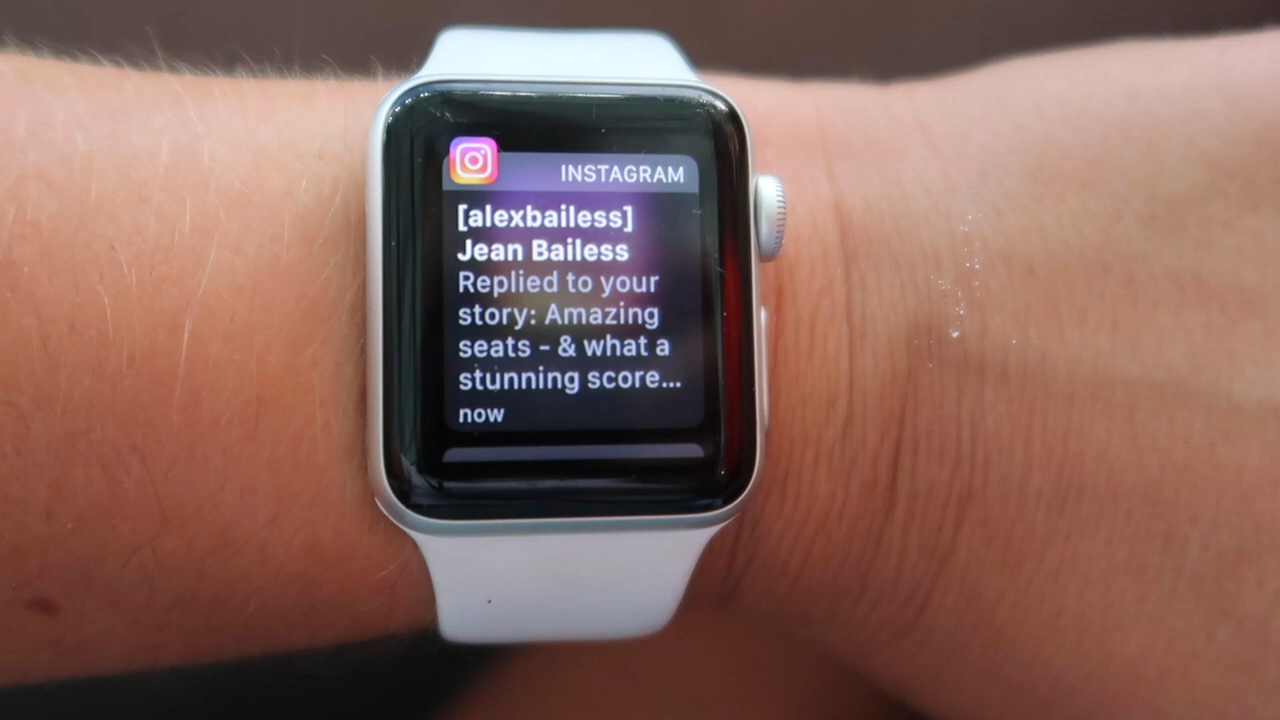 INSTAGRAM
[alexbailess]
Jean Bailess
Replied to your
story: Amazing
seats - & what a
stunning score...
now